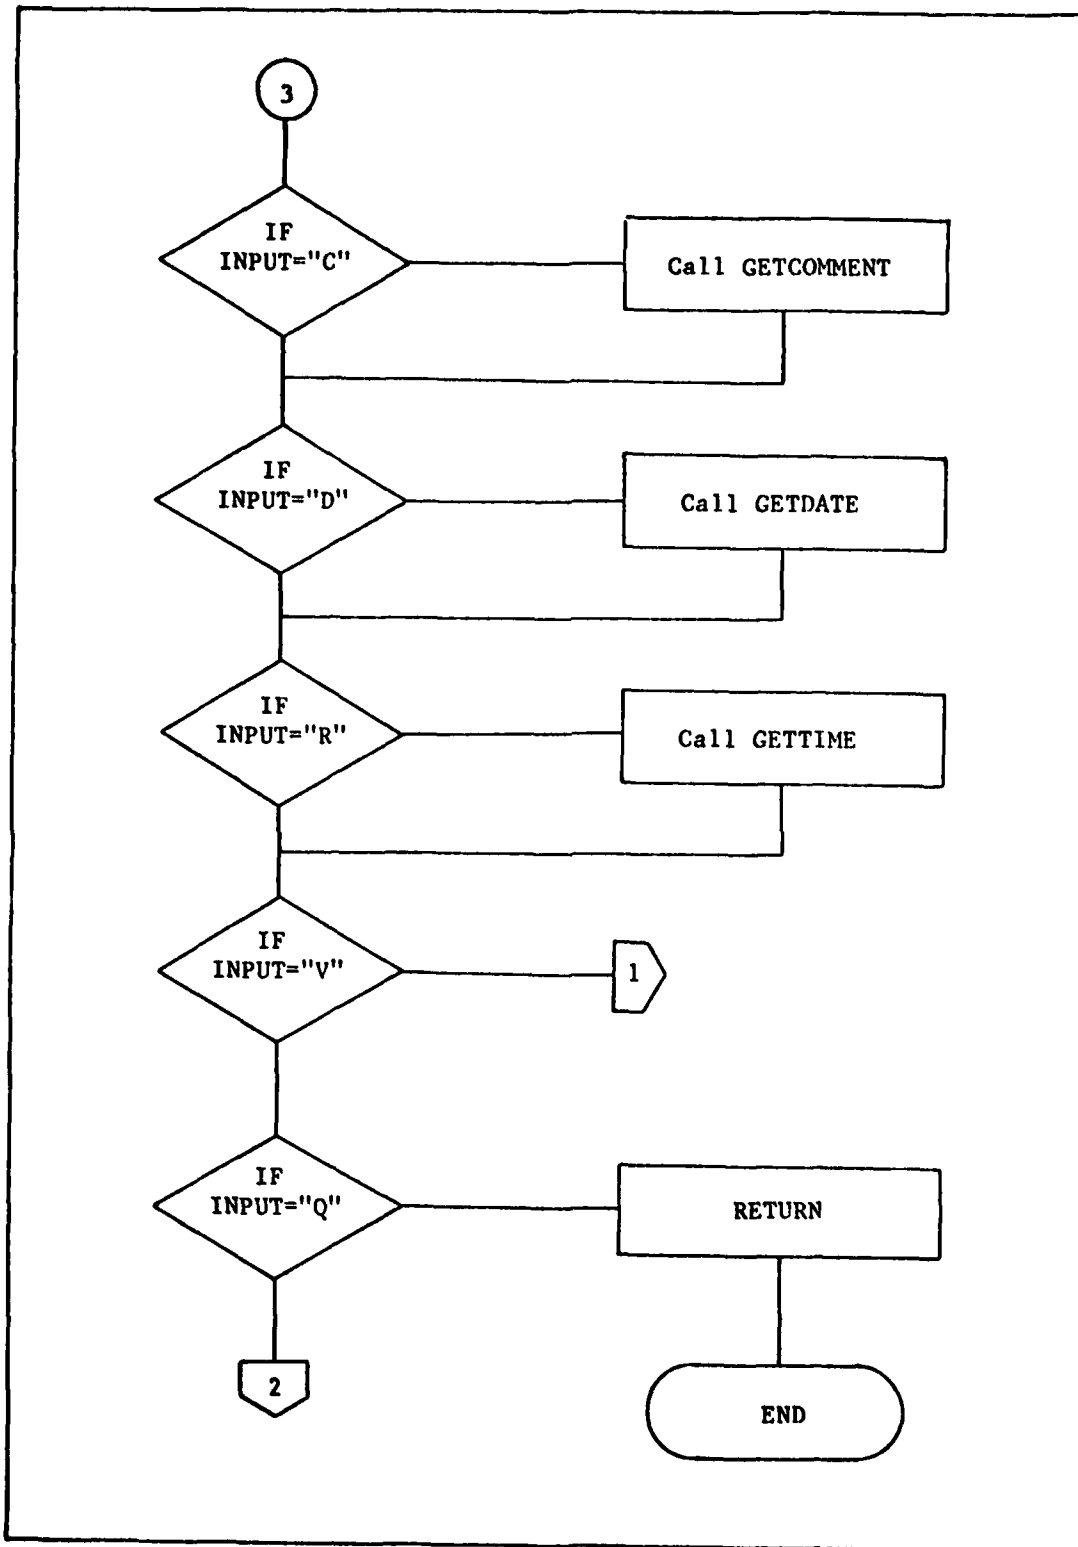 3
IF
INPUT="C"
Call GETCOMMENT
IF
INPUT="D"
Call GETDATE
IF
INPUT="R"
Call GETTIME
IF
INPUT="V"
1
IF
INPUT="Q"
RETURN
2
END